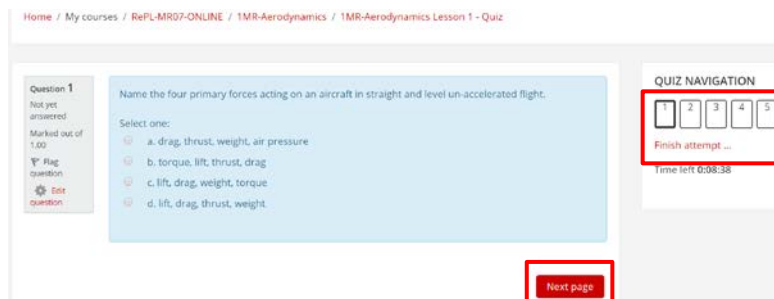 Home / My courses / RePL-MR07-ONLINE / 1MR-Aerodynamics / 1MR-Aerodynamics Lesson 1 - Quiz
Question 1
Not yet
answered
Marked out of
1.00
Flag
question
Edit
question
Name the four primary forces acting on an aircraft in straight and level un-accelerated flight.
Select one:
a. drag, thrust, weight, air pressure
b. torque, lift, thrust, drag
c. lift, drag, weight, torque
d. lift, drag, thrust, weight
Next page
QUIZ NAVIGATION
1 2 3 4 5
Finish attempt ...
Time left 0:08:38